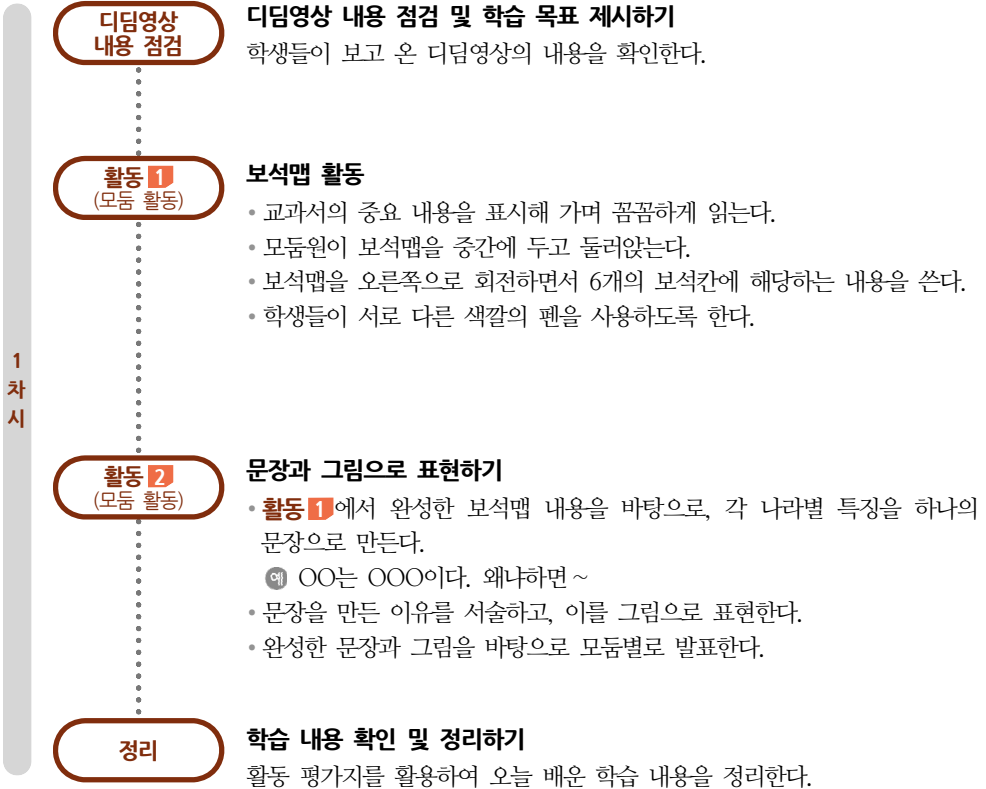 1
차
시
디딤영상
내용 점검
디딤영상 내용 점검 및 학습 목표 제시하기
학생들이 보고 온 디딤영상의 내용을 확인한다.
활동 1
(모둠 활동)
보석맵 활동
• 교과서의 중요 내용을 표시해 가며 꼼꼼하게 읽는다.
• 모둠원이 보석맵을 중간에 두고 둘러앉는다.
• 보석맵을 오른쪽으로 회전하면서 6개의 보석칸에 해당하는 내용을 쓴다.
• 학생들이 서로 다른 색깔의 펜을 사용하도록 한다.
활동 2
(모둠 활동)
문장과 그림으로 표현하기
• 활동 1에서 완성한 보석맵 내용을 바탕으로, 각 나라별 특징을 하나의
문장으로 만든다.
예 OO는 OOO이다. 왜냐하면 ~
• 문장을 만든 이유를 서술하고, 이를 그림으로 표현한다.
• 완성한 문장과 그림을 바탕으로 모둠별로 발표한다.
정리
학습 내용 확인 및 정리하기
활동 평가지를 활용하여 오늘 배운 학습 내용을 정리한다.